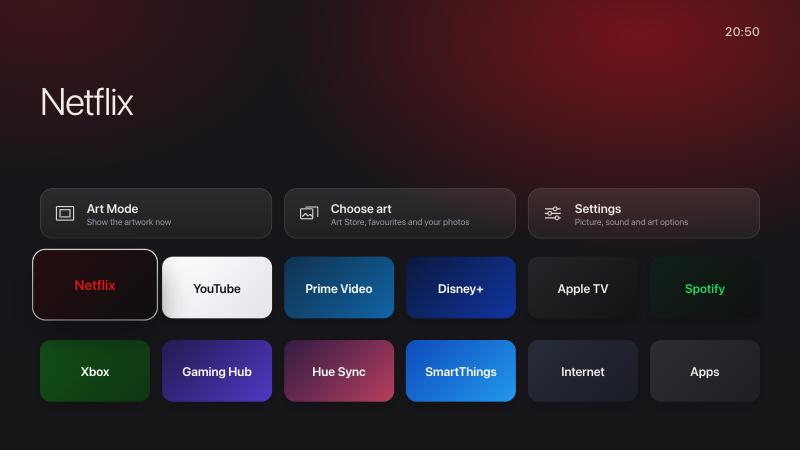 20:50
Netflix
Art Mode
Show the artwork now
Choose art
Art Store, favourites and your photos
Settings
Picture, sound and art options
Netflix
YouTube
Prime Video
Disney+
Apple TV
Spotify
Xbox
Gaming Hub
Hue Sync
SmartThings
Internet
Apps